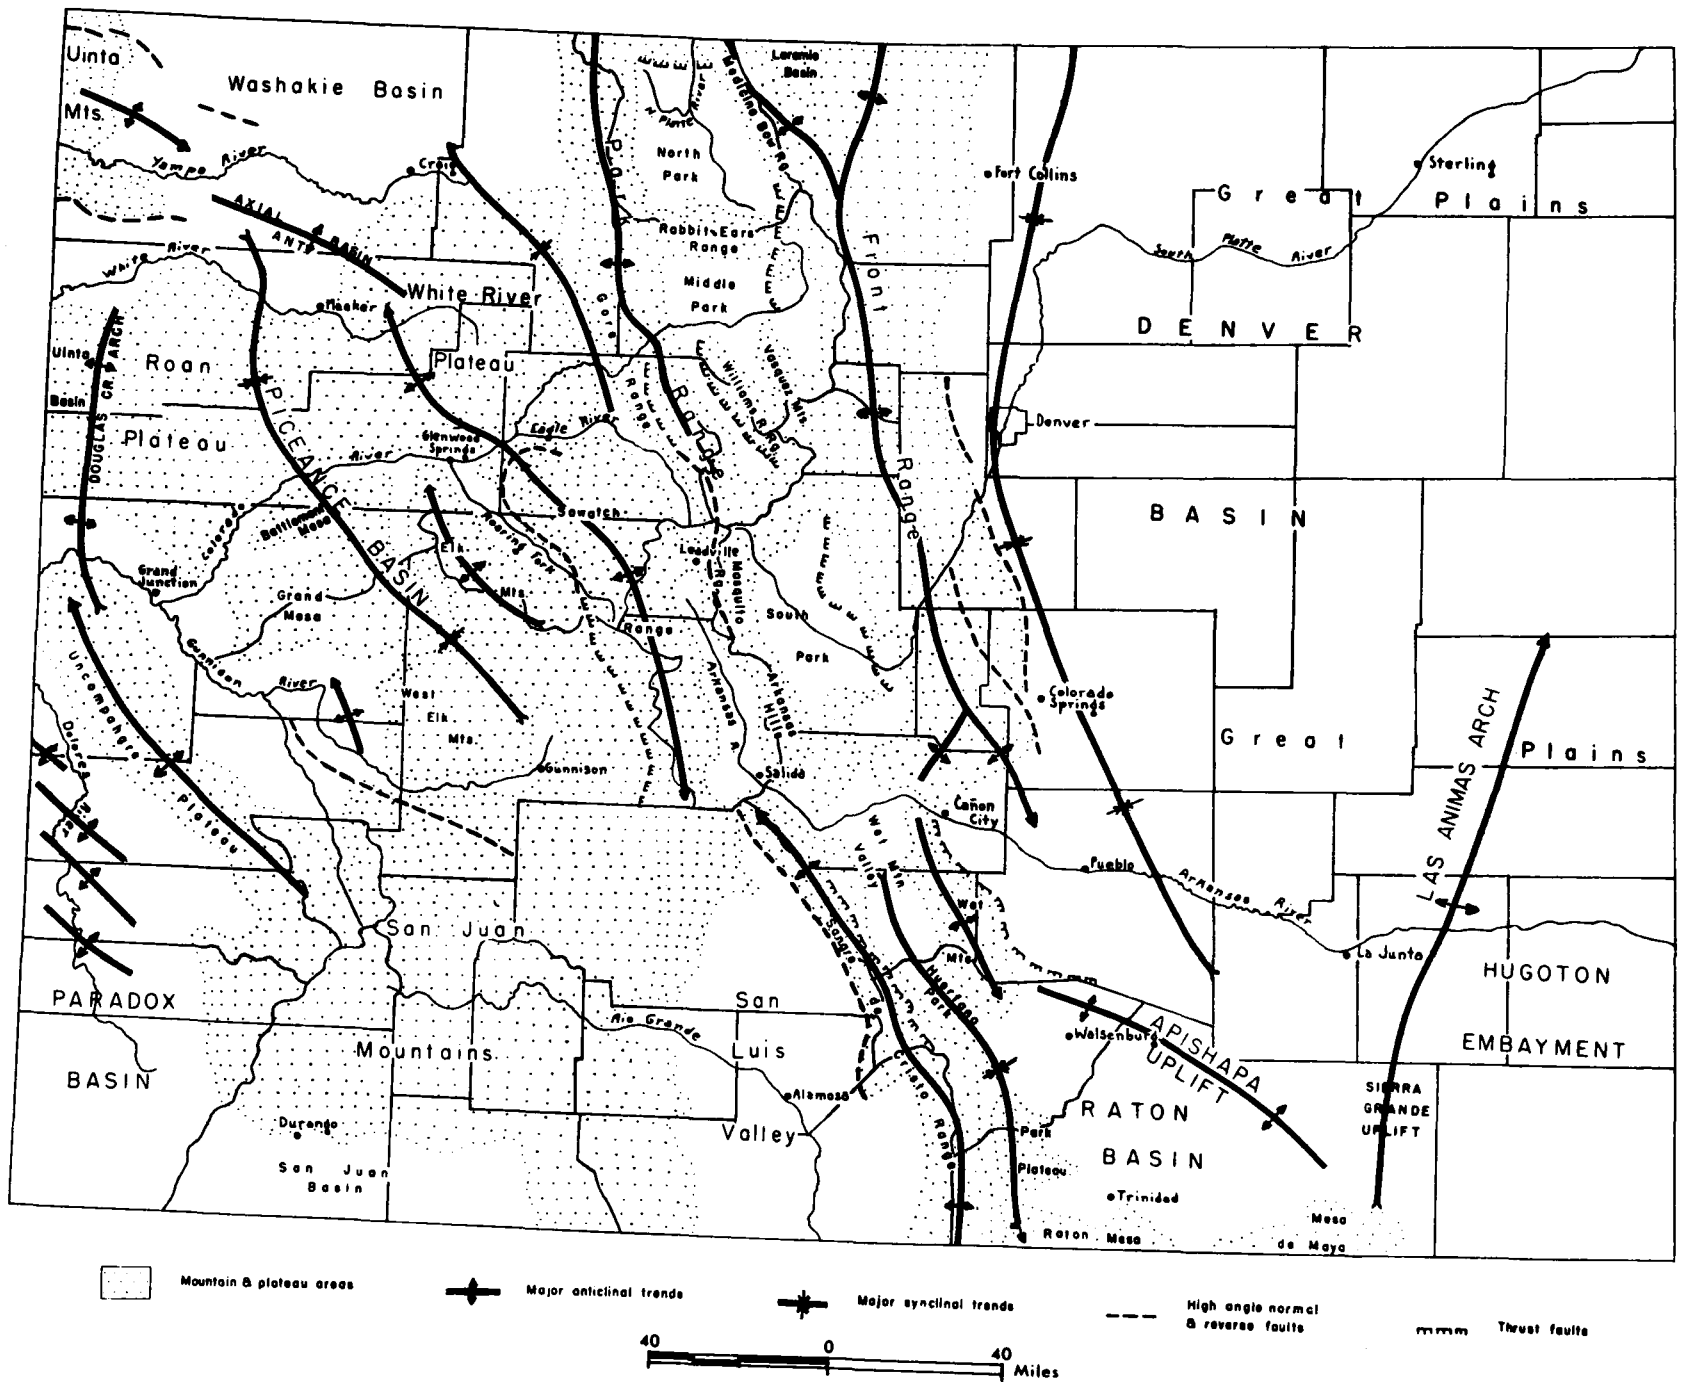 Uinta
Mts.
Washakie Basin
Laramie
Basin
Medicine Bow Rg.
N. Platte River
North
Park
Park
Yampa River
Craig
Fort Collins
Sterling
Great Plains
AXIAL BASIN
ANT.
Rabbit Ears
Range
South Platte River
White River
White River
Middle
Park
Front
Meeker
Gore
DENVER
DOUGLAS CR. ARCH
Uinta
Basin
Roan
Plateau
Plateau
PICEANCE
BASIN
Range
Range
Williams R. Rg.
Vasquez Mts.
Eagle River
Glenwood
Springs
River
Colorado
Denver
Range
BASIN
Battlement
Mesa
Sawatch
Range
Roaring Fork
Elk
Mts.
Leadville
Mosquito
Rg.
Grand
Junction
Grand
Mesa
South
Park
Gunnison
River
Uncompahgre
Plateau
Dolores
West
Elk
Mts.
Arkansas R.
Arkansas
Hills
Colorado
Springs
Great Plains
LAS ANIMAS ARCH
Gunnison
Salida
Cañon
City
Wet Mtn
Valley
Pueblo
Arkansas River
Wet
Mts.
San Juan
Mountains
Sangre de Cristo Range
La Junta
HUGOTON
EMBAYMENT
PARADOX
BASIN
San
Luis
Valley
Rio Grande
Huerfano
Park
Walsenburg
APISHAPA
UPLIFT
SIERRA
GRANDE
UPLIFT
Alamosa
RATON
BASIN
Durango
San Juan
Basin
Park
Plateau
Trinidad
Raton Mesa
Mesa
de Maya
Mountain & plateau areas
Major anticlinal trends
Major synclinal trends
High angle normal
& reverse faults
Thrust faults
40 0 40
Miles